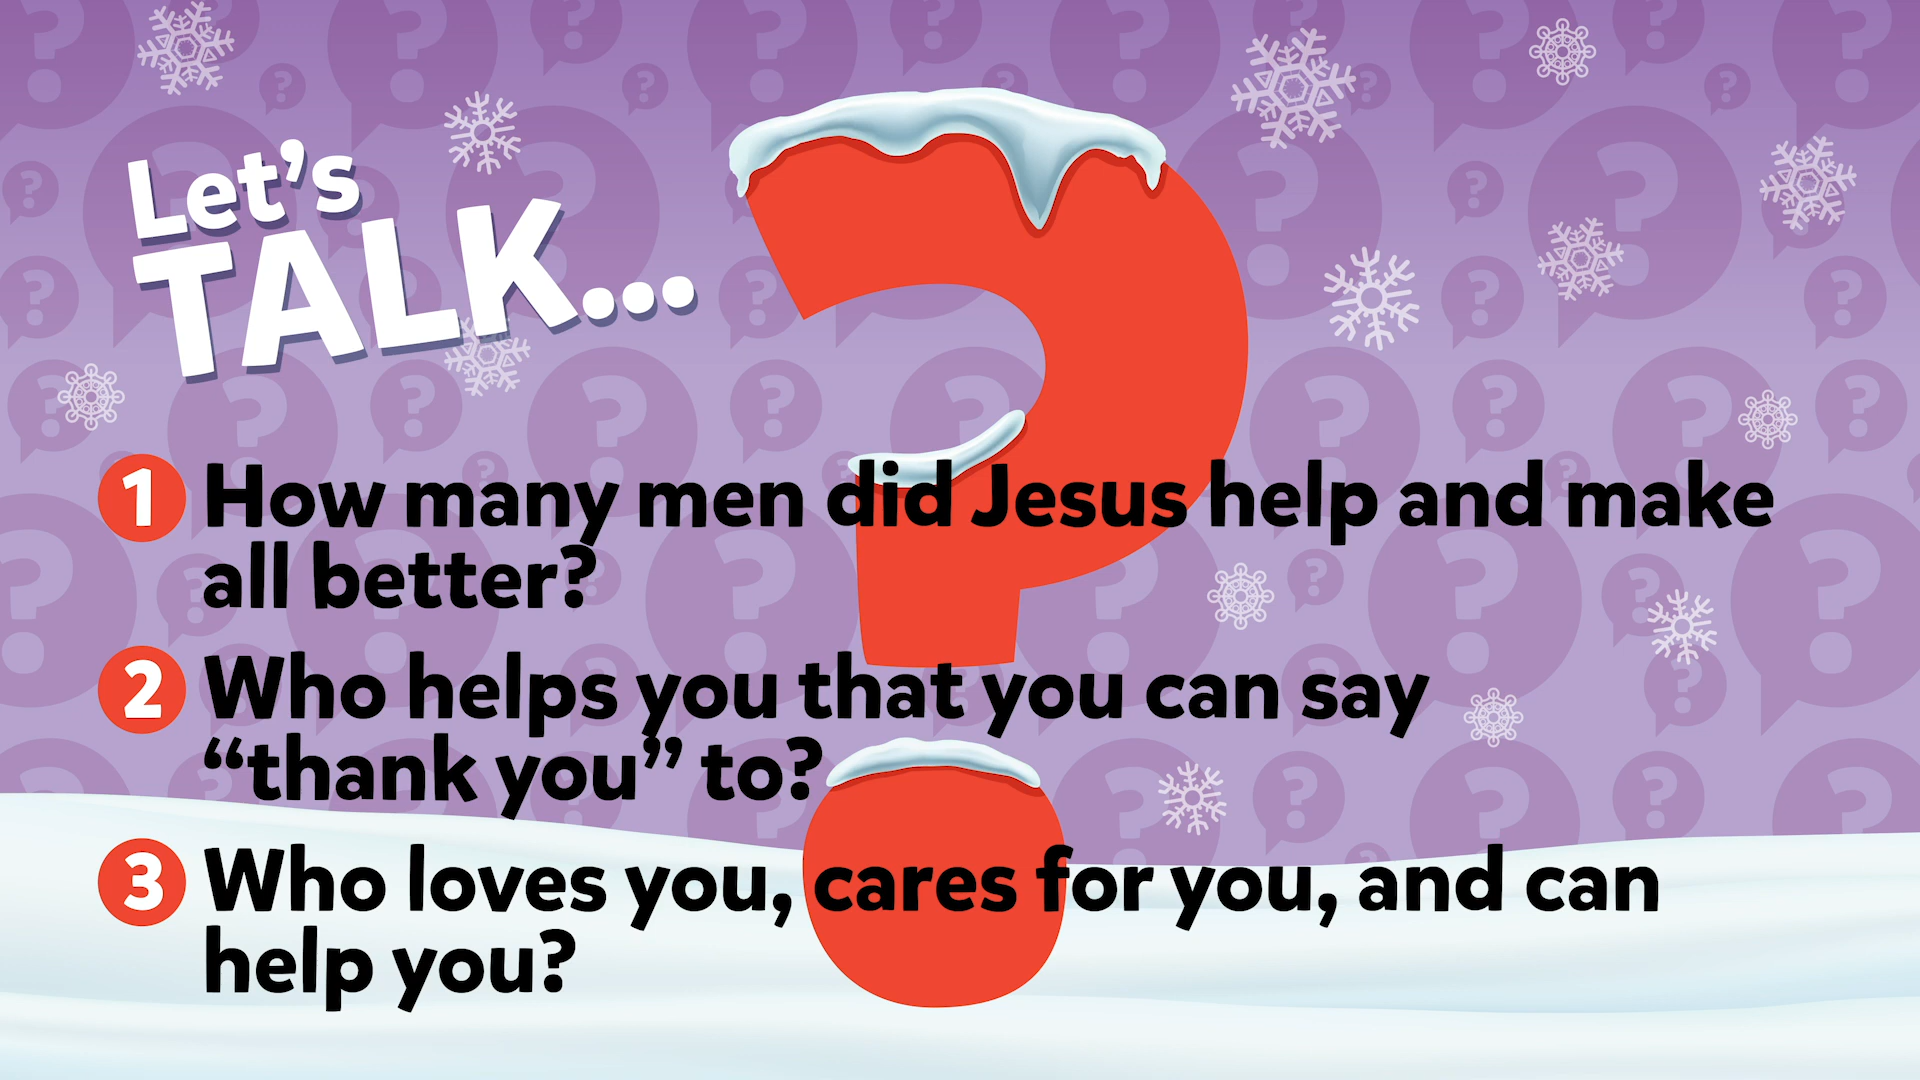 Let’s
TALK...
1 How many men did Jesus help and make
all better?
2 Who helps you that you can say
“thank you” to?
3 Who loves you, cares for you, and can
help you?